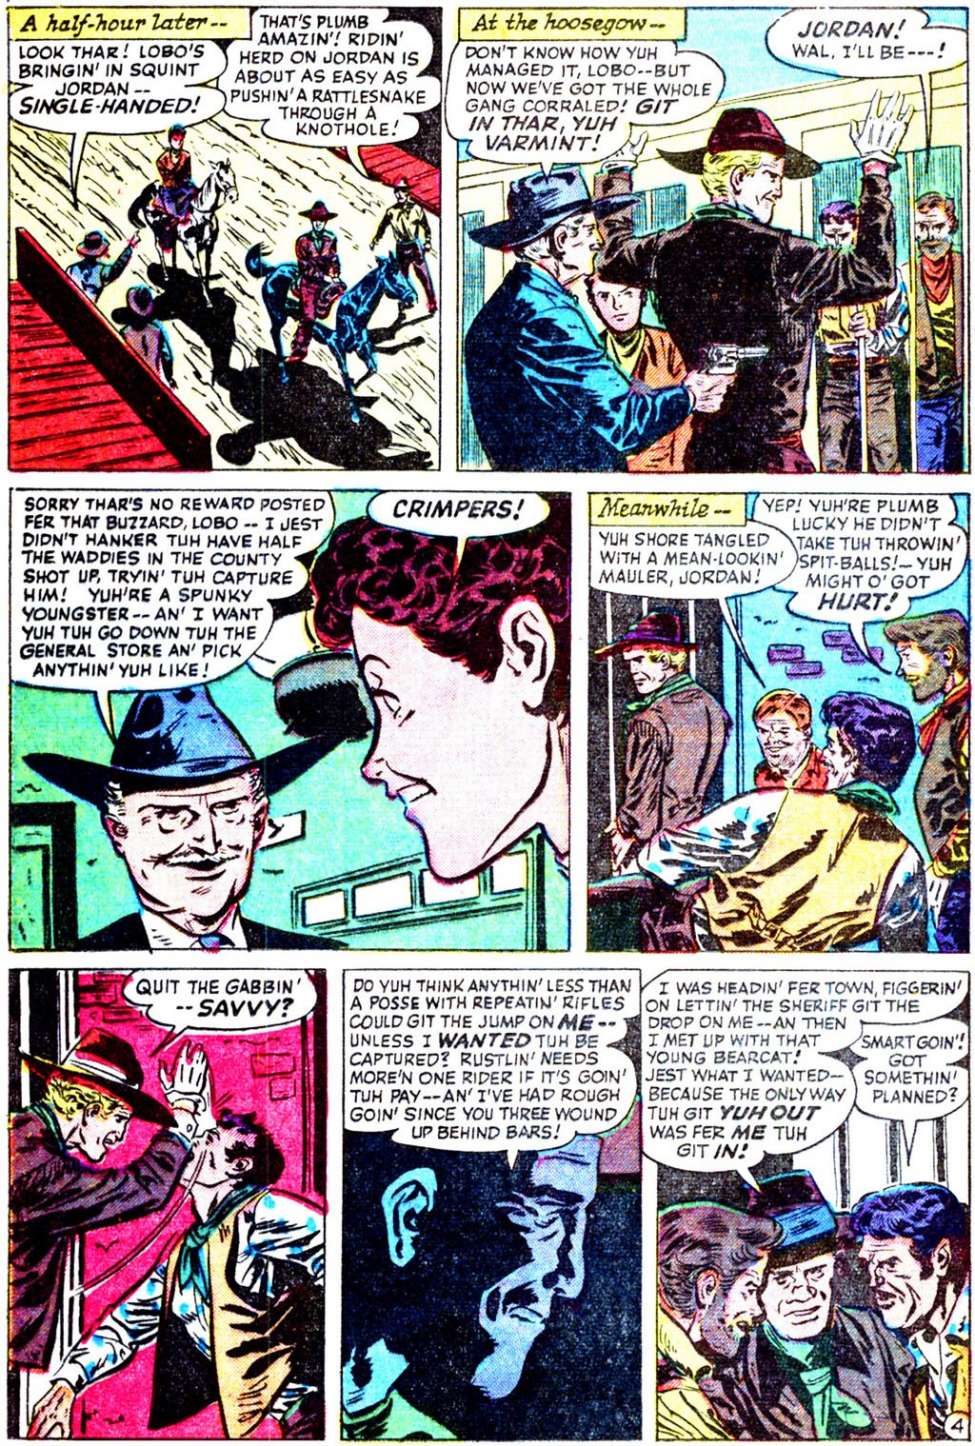 A half-hour later--
LOOK THAR! LOBO'S
BRINGIN' IN SQUINT
JORDAN --
SINGLE-HANDED!
THAT'S PLUMB
AMAZIN'! RIDIN'
HERD ON JORDAN IS
ABOUT AS EASY AS
PUSHIN' A RATTLESNAKE
THROUGH A
KNOTHOLE!
At the hoosegow--
DON'T KNOW HOW YUH
MANAGED IT, LOBO--BUT
NOW WE'VE GOT THE WHOLE
GANG CORRALED! GIT
IN THAR, YUH
VARMINT!
JORDAN!
WAL, I'LL BE---!
SORRY THAR'S NO REWARD POSTED
FER THAT BUZZARD, LOBO -- I JEST
DIDN'T HANKER TUH HAVE HALF
THE WADDIES IN THE COUNTY
SHOT UP, TRYIN' TUH CAPTURE
HIM! YUH'RE A SPUNKY
YOUNGSTER -- AN' I WANT
YUH TUH GO DOWN TUH THE
GENERAL STORE AN' PICK
ANYTHIN' YUH LIKE!
CRIMPERS!
Meanwhile--
YUH SHORE TANGLED
WITH A MEAN-LOOKIN'
MAULER, JORDAN!
YEP! YUH'RE PLUMB
LUCKY HE DIDN'T
TAKE TUH THROWIN'
SPIT-BALLS!-- YUH
MIGHT O' GOT
HURT!
QUIT THE GABBIN'
-- SAVVY?
DO YUH THINK ANYTHIN' LESS THAN
A POSSE WITH REPEATIN' RIFLES
COULD GIT THE JUMP ON ME--
UNLESS I WANTED TUH BE
CAPTURED? RUSTLIN' NEEDS
MORE'N ONE RIDER IF IT'S GOIN'
TUH PAY--AN' I'VE HAD ROUGH
GOIN' SINCE YOU THREE WOUND
UP BEHIND BARS!
I WAS HEADIN' FER TOWN, FIGGERIN'
ON LETTIN' THE SHERIFF GIT THE
DROP ON ME--AN THEN
I MET UP WITH THAT
YOUNG BEARCAT!
JEST WHAT I WANTED--
BECAUSE THE ONLY WAY
TUH GIT YUH OUT
WAS FER ME TUH
GIT IN!
SMART GOIN'!
GOT
SOMETHIN'
PLANNED?
4